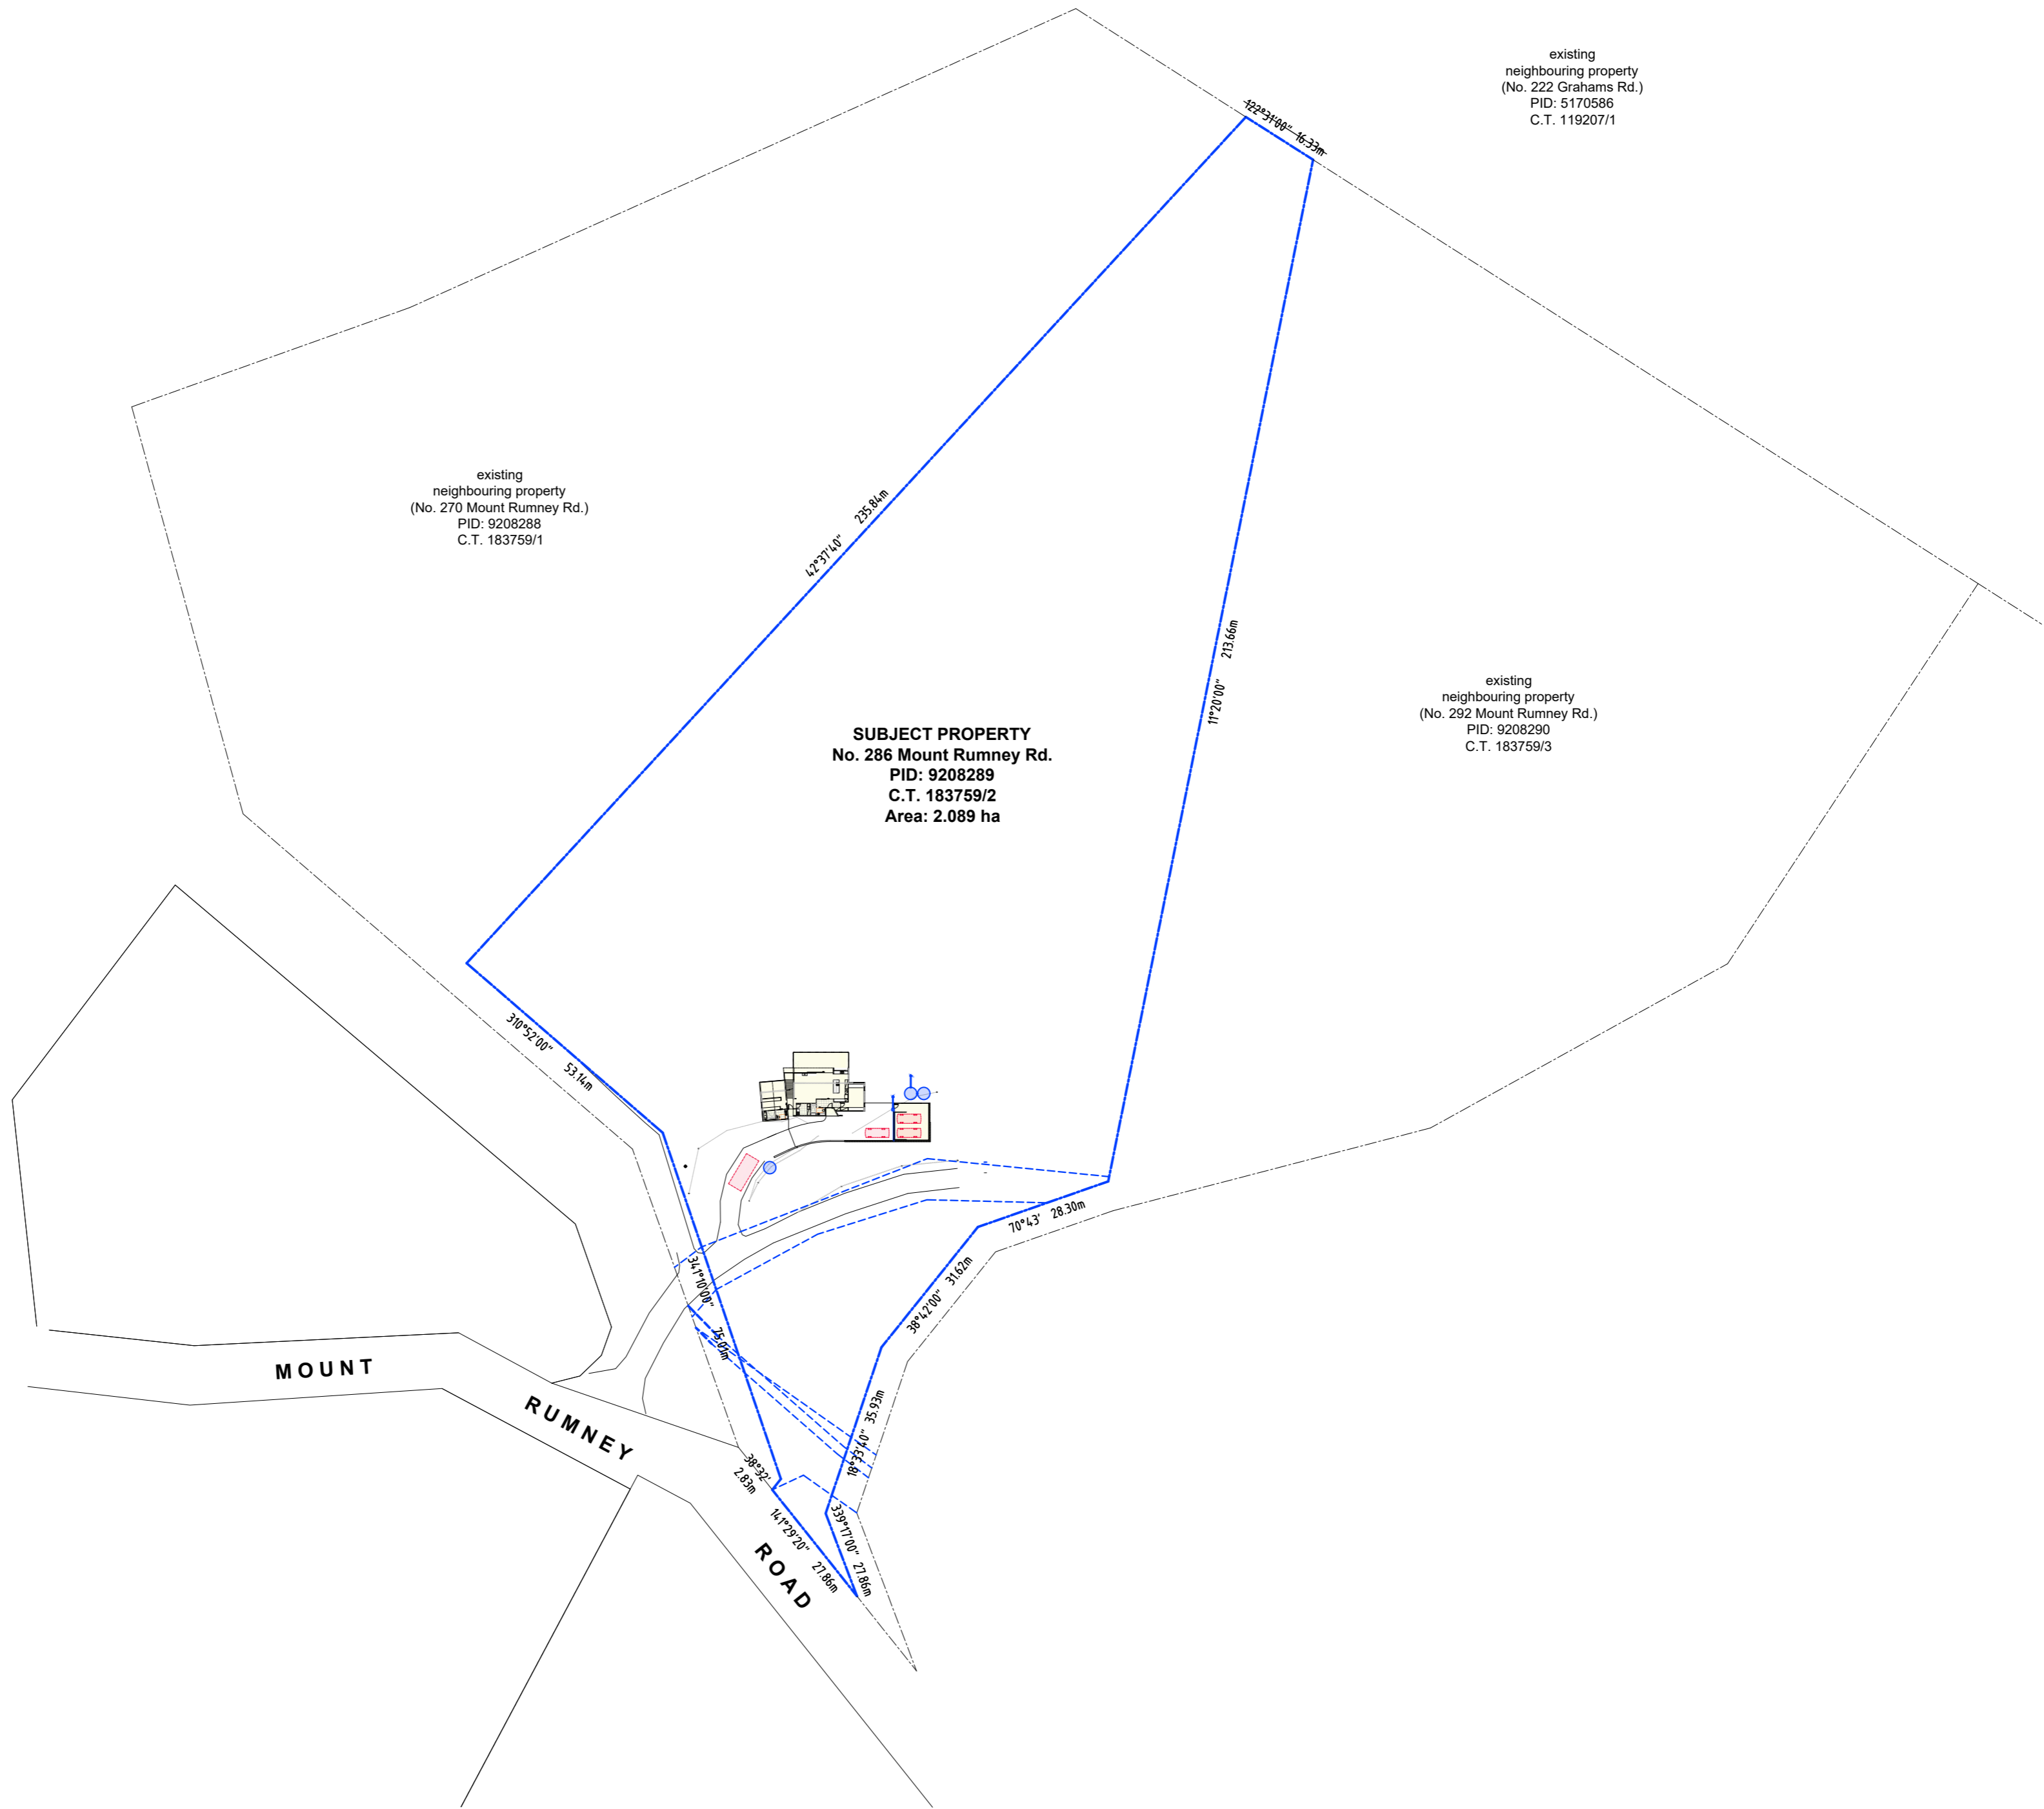 existing
neighbouring property
(No. 222 Grahams Rd.)
PID: 5170586
C.T. 119207/1
122°31'00" 16.33m
existing
neighbouring property
(No. 270 Mount Rumney Rd.)
PID: 9208288
C.T. 183759/1
42°37'40" 235.84m
11°20'00" 213.66m
existing
neighbouring property
(No. 292 Mount Rumney Rd.)
PID: 9208290
C.T. 183759/3
SUBJECT PROPERTY
No. 286 Mount Rumney Rd.
PID: 9208289
C.T. 183759/2
Area: 2.089 ha
310°52'00" 53.14m
70°43' 28.30m
341°10'00" 75.01m
38°42'00" 31.62m
18°33'40" 35.93m
38°32'
2.83m
141°29'20" 27.86m
339°17'00" 27.86m
MOUNT
RUMNEY
ROAD